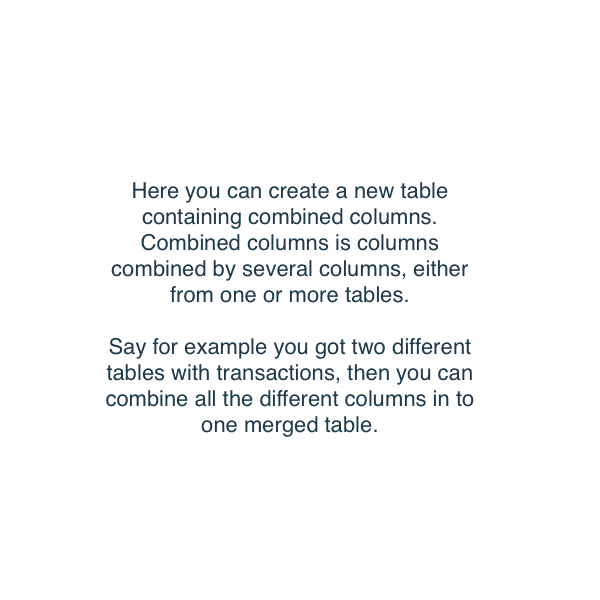 Here you can create a new table
containing combined columns.
Combined columns is columns
combined by several columns, either
from one or more tables.
Say for example you got two different
tables with transactions, then you can
combine all the different columns in to
one merged table.